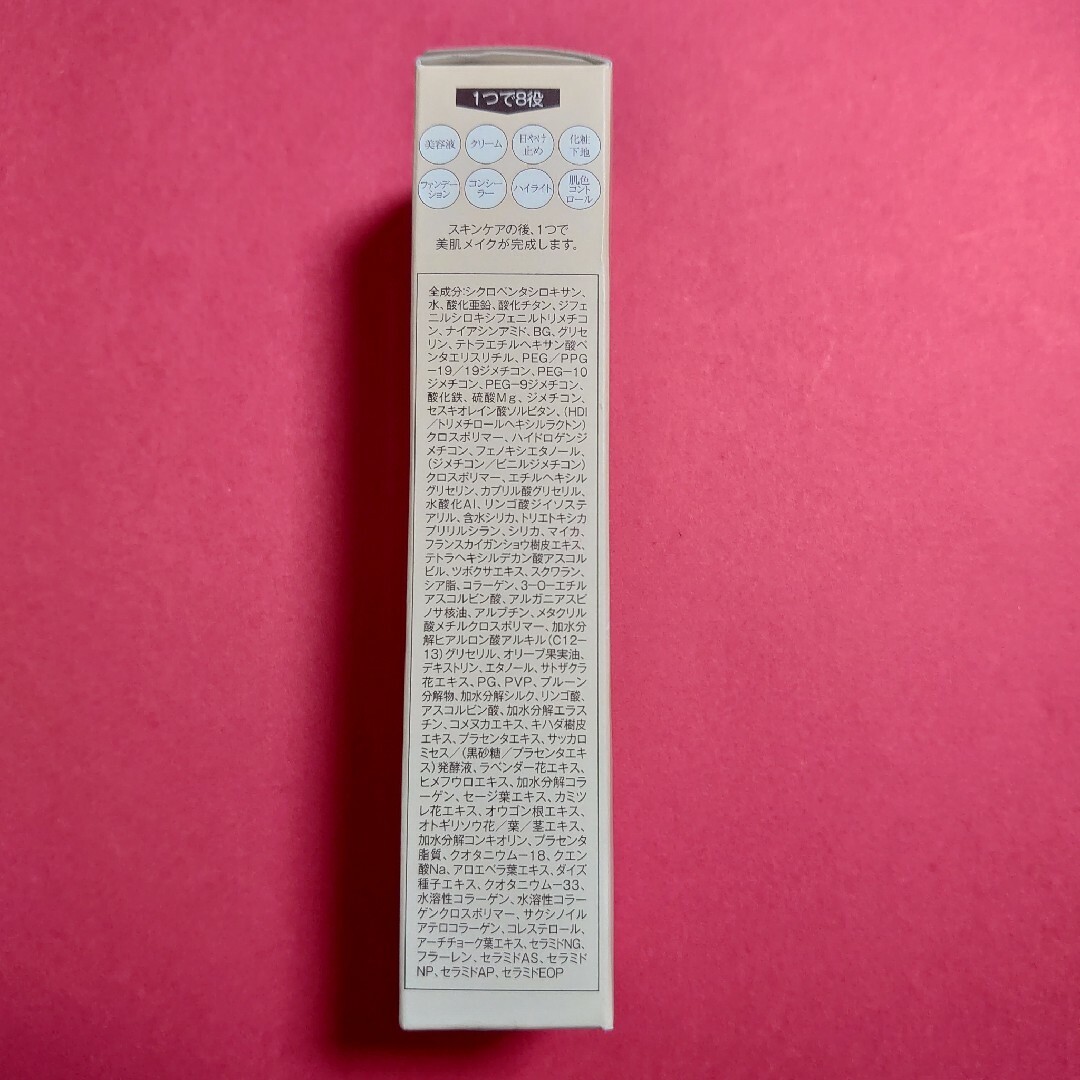 1つで8役
美容液 クリーム 日やけ止め 化粧下地
ファンデーション コンシーラー ハイライト 肌色コントロール
スキンケアの後、1つで
美肌メイクが完成します。
全成分:シクロペンタシロキサン、
水、酸化亜鉛、酸化チタン、ジフェ
ニルシロキシフェニルトリメチコ
ン、ナイアシンアミド、BG、グリセ
リン、テトラエチルヘキサン酸ペ
ンタエリスリチル、PEG/PPG
-19/19ジメチコン、PEG-10
ジメチコン、PEG-9ジメチコン、
酸化鉄、硫酸Mg、ジメチコン、
セスキオレイン酸ソルビタン、(HDI
/トリメチロールヘキシルラクトン)
クロスポリマー、ハイドロゲンジ
メチコン、フェノキシエタノール、
(ジメチコン/ビニルジメチコン)
クロスポリマー、エチルヘキシル
グリセリン、カプリル酸グリセリル、
水酸化Al、リンゴ酸ジイソステ
アリル、含水シリカ、トリエトキシカ
プリリルシラン、シリカ、マイカ、
フランスカイガンショウ樹皮エキス、
テトラヘキシルデカン酸アスコル
ビル、ツボクサエキス、スクワラン、
シア脂、コラーゲン、3-O-エチル
アスコルビン酸、アルガニアスピ
ノサ核油、アルブチン、メタクリル
酸メチルクロスポリマー、加水分
解ヒアルロン酸アルキル(C12-
13)グリセリル、オリーブ果実油、
デキストリン、エタノール、サトザクラ
花エキス、PG、PVP、プルーン
分解物、加水分解シルク、リンゴ酸、
アスコルビン酸、加水分解エラス
チン、コメヌカエキス、キハダ樹皮
エキス、プラセンタエキス、サッカロ
ミセス/(黒砂糖/プラセンタエキ
ス)発酵液、ラベンダー花エキス、
ヒメフウロエキス、加水分解コラ
ーゲン、セージ葉エキス、カミツ
レ花エキス、オウゴン根エキス、
オトギリソウ花/葉/茎エキス、
加水分解コンキオリン、プラセンタ
脂質、クオタニウム-18、クエン
酸Na、アロエベラ葉エキス、ダイズ
種子エキス、クオタニウム-33、
水溶性コラーゲン、水溶性コラー
ゲンクロスポリマー、サクシノイル
アテロコラーゲン、コレステロール、
アーチチョーク葉エキス、セラミドNG、
フラーレン、セラミドAS、セラミド
NP、セラミドAP、セラミドEOP